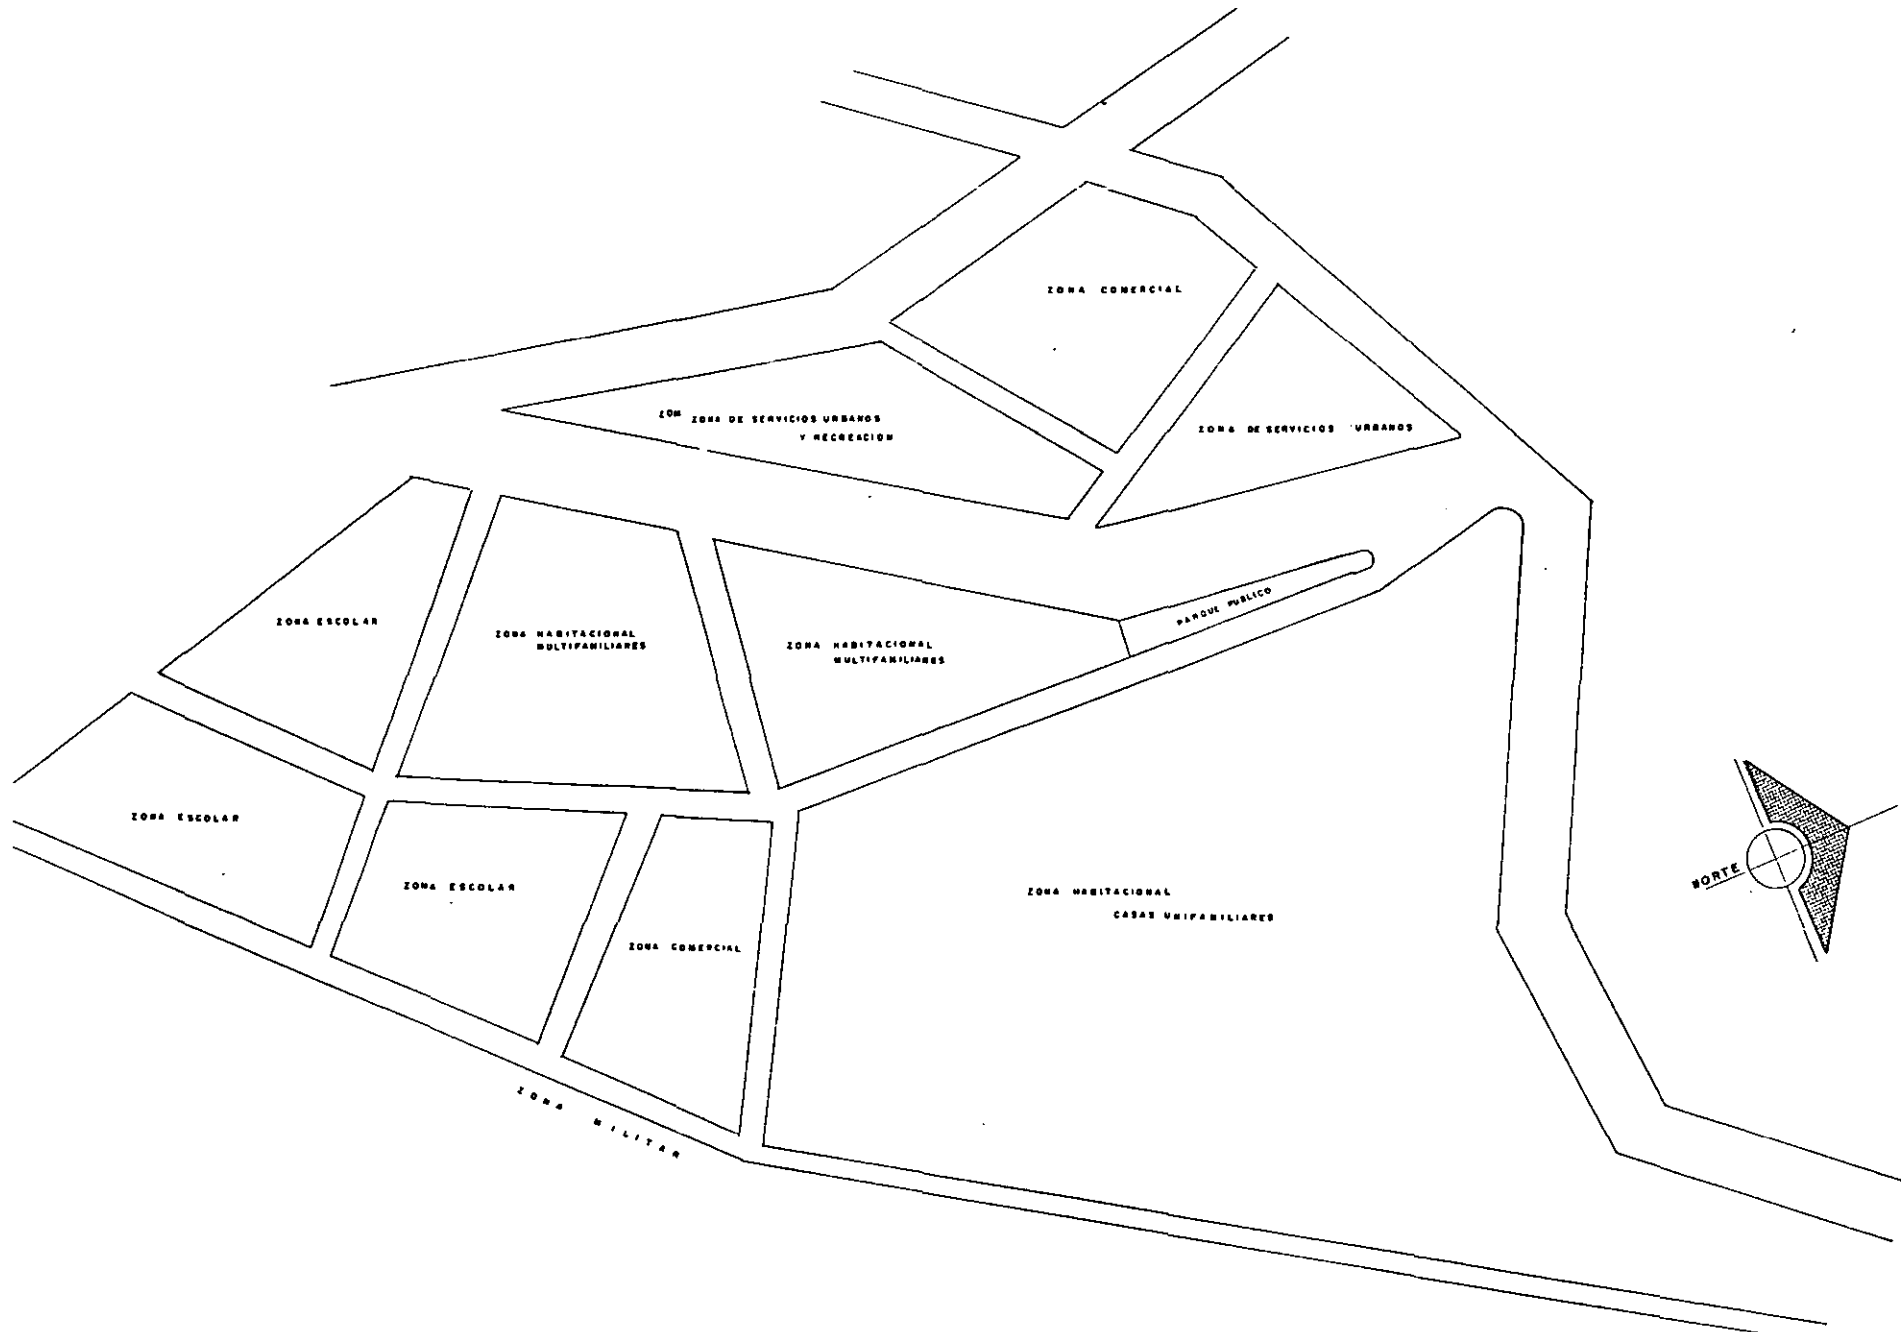 ZONA COMERCIAL
ZON ZONA DE SERVICIOS URBANOS
Y RECREACION
ZONA DE SERVICIOS URBANOS
PARQUE PUBLICO
ZONA ESCOLAR
ZONA HABITACIONAL
MULTIFAMILIARES
ZONA HABITACIONAL
MULTIFAMILIARES
ZONA ESCOLAR
ZONA ESCOLAR
ZONA COMERCIAL
ZONA HABITACIONAL
CASAS UNIFAMILIARES
NORTE
ZONA MILITAR